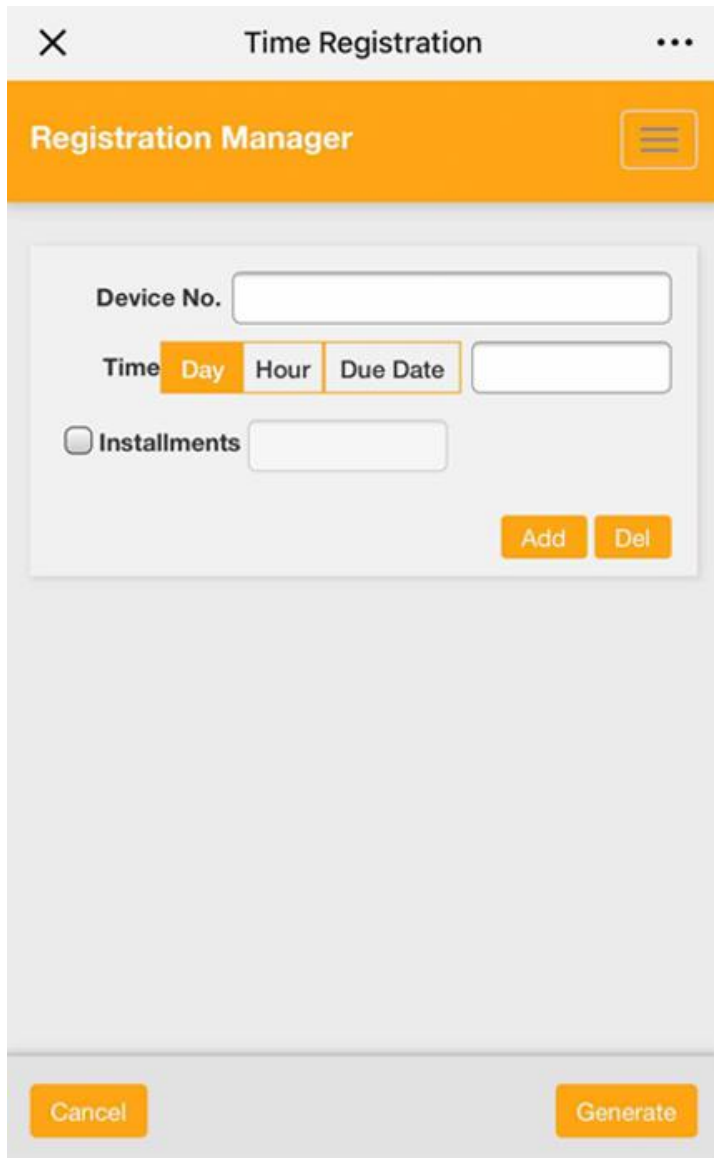 Time Registration
Registration Manager
Device No.
Time Day Hour Due Date
Installments
Add Del
Cancel Generate